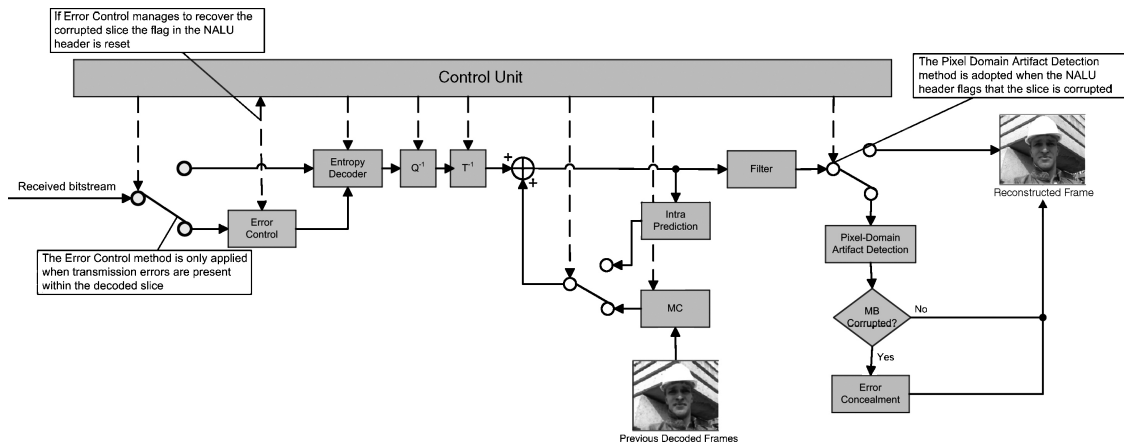 If Error Control manages to recover the
corrupted slice the flag in the NALU
header is reset
Control Unit
The Pixel Domain Artifact Detection
method is adopted when the NALU
header flags that the slice is corrupted
Received bitstream
Entropy
Decoder
Q-1
T-1
+
+
Filter
Reconstructed Frame
Error
Control
Intra
Prediction
The Error Control method is only applied
when transmission errors are present
within the decoded slice
Pixel-Domain
Artifact Detection
MC
MB
Corrupted?
No
Yes
Error
Concealment
Previous Decoded Frames